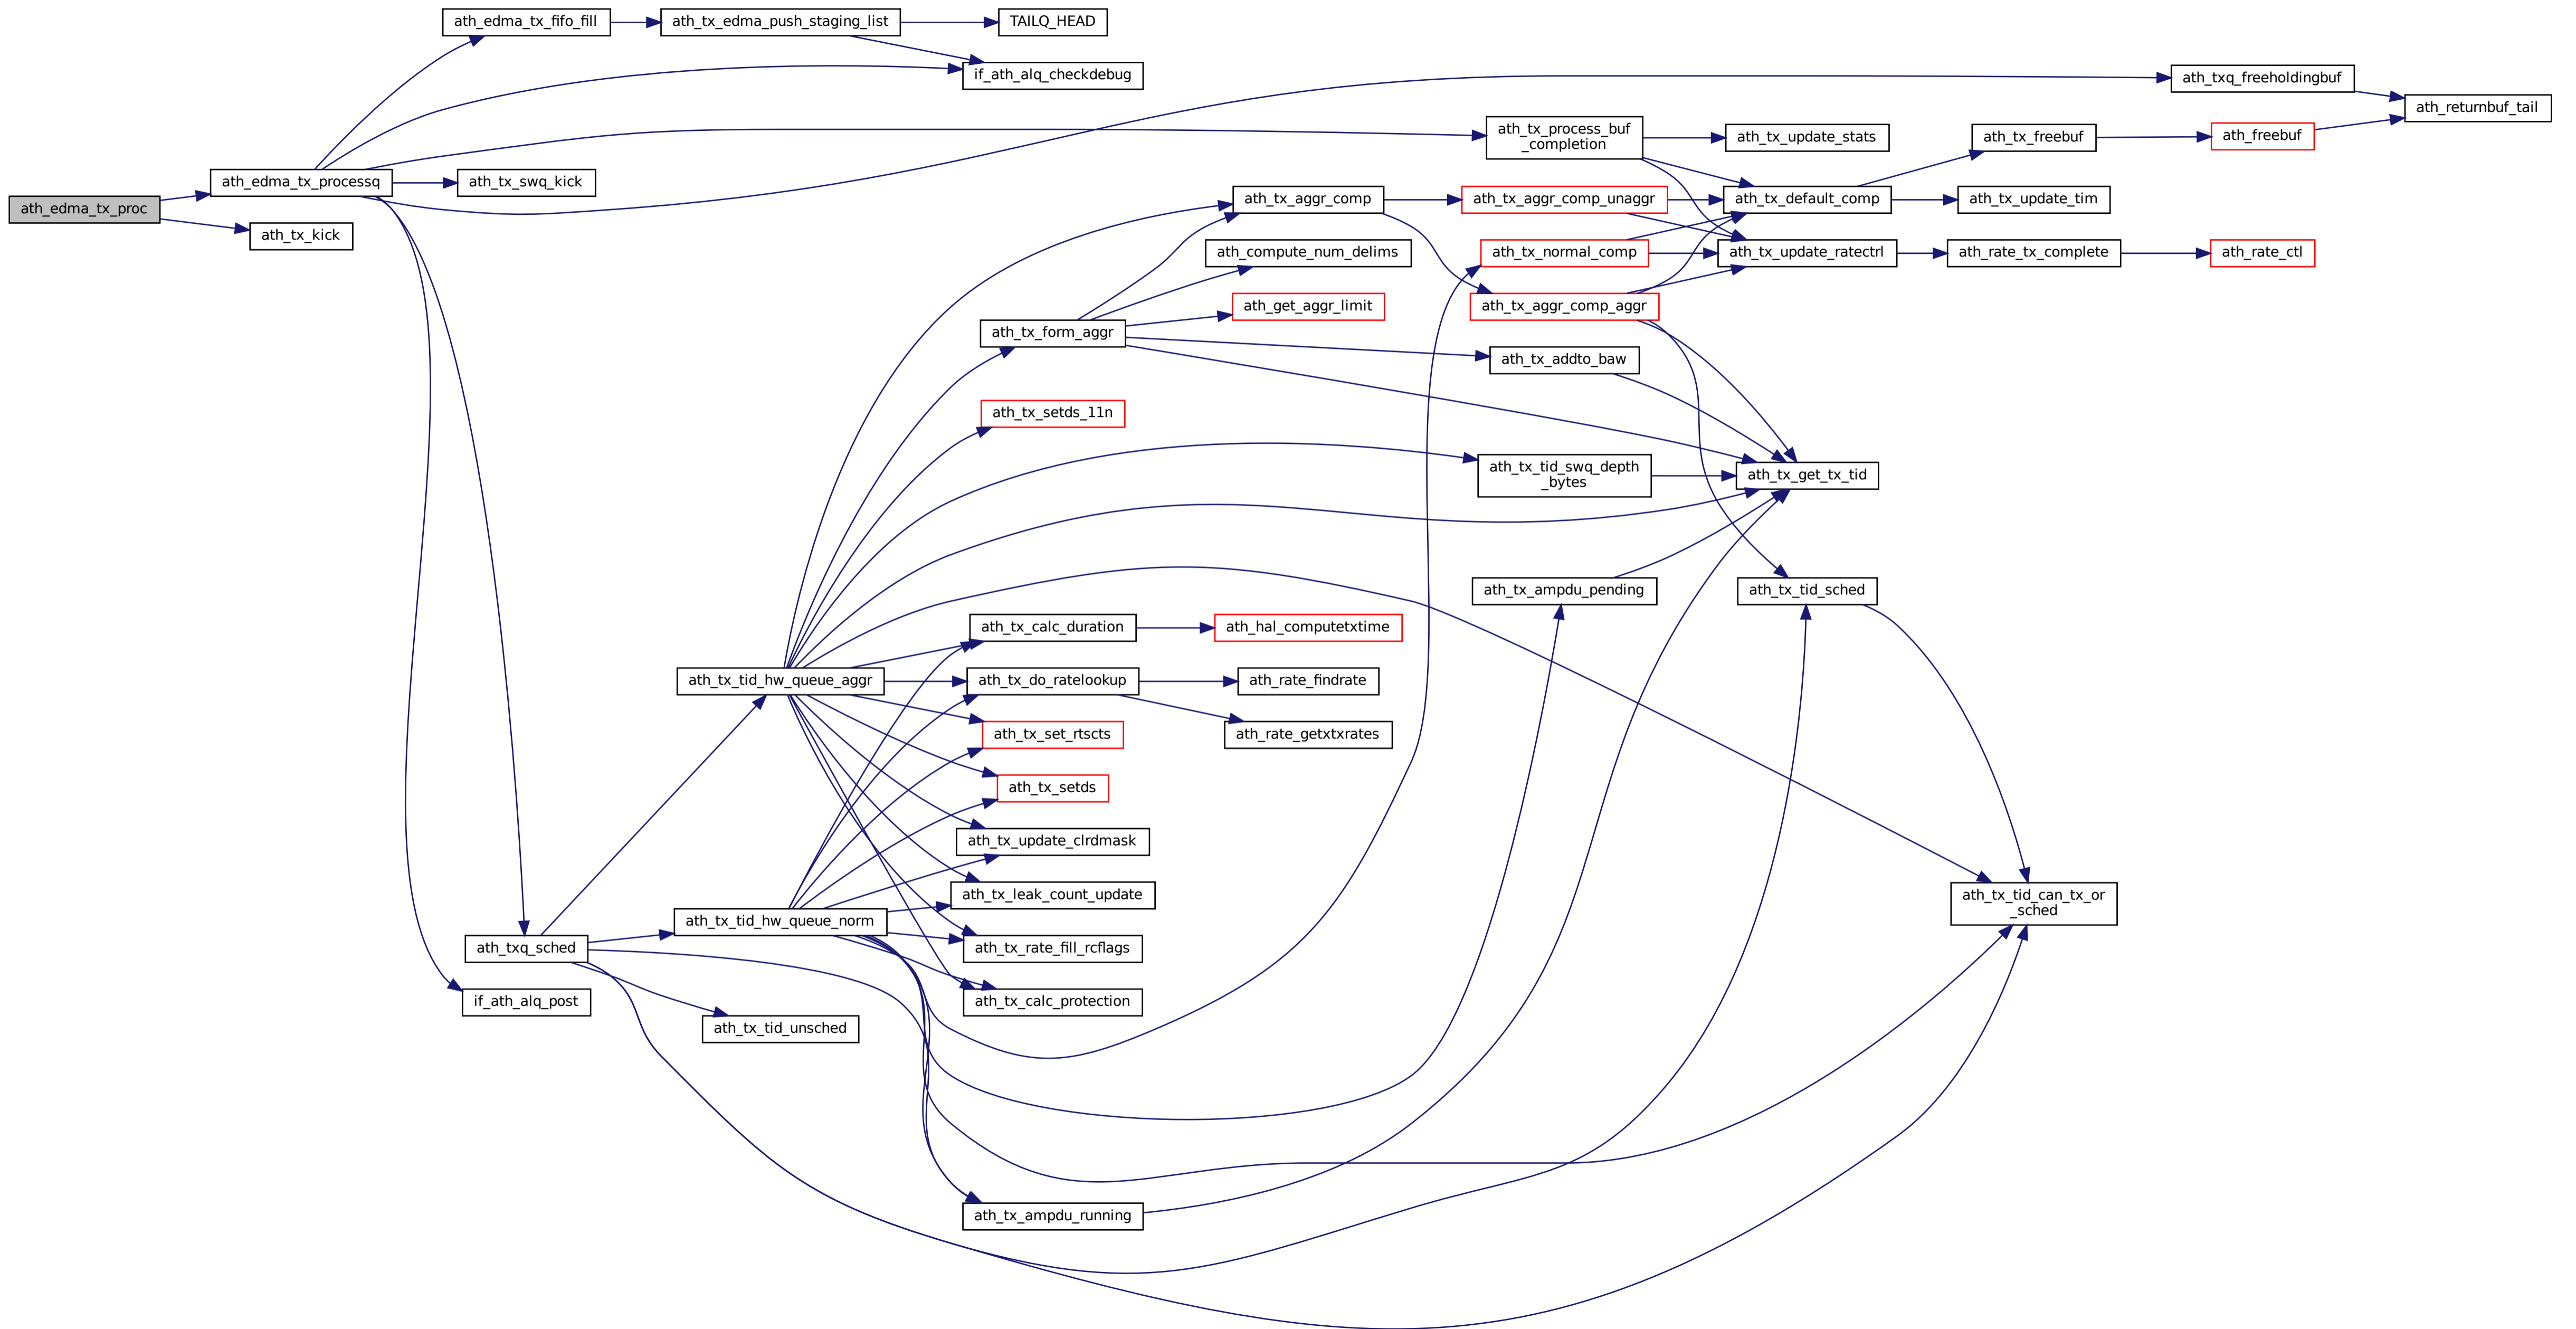 ath_edma_tx_fifo_fill
ath_tx_edma_push_staging_list
TAILQ_HEAD
if_ath_alq_checkdebug
ath_txq_freeholdingbuf
ath_returnbuf_tail
ath_tx_process_buf
_completion
ath_tx_update_stats
ath_tx_freebuf
ath_freebuf
ath_edma_tx_proc
ath_edma_tx_processq
ath_tx_swq_kick
ath_tx_kick
ath_tx_aggr_comp
ath_tx_aggr_comp_unaggr
ath_tx_default_comp
ath_tx_update_tim
ath_compute_num_delims
ath_tx_normal_comp
ath_tx_update_ratectrl
ath_rate_tx_complete
ath_rate_ctl
ath_get_aggr_limit
ath_tx_aggr_comp_aggr
ath_tx_form_aggr
ath_tx_addto_baw
ath_tx_setds_11n
ath_tx_tid_swq_depth
_bytes
ath_tx_get_tx_tid
ath_tx_ampdu_pending
ath_tx_tid_sched
ath_tx_calc_duration
ath_hal_computetxtime
ath_tx_tid_hw_queue_aggr
ath_tx_do_ratelookup
ath_rate_findrate
ath_tx_set_rtscts
ath_rate_getxtxrates
ath_tx_setds
ath_tx_update_clrdmask
ath_tx_leak_count_update
ath_tx_tid_can_tx_or
_sched
ath_tx_tid_hw_queue_norm
ath_txq_sched
ath_tx_rate_fill_rcflags
if_ath_alq_post
ath_tx_calc_protection
ath_tx_tid_unsched
ath_tx_ampdu_running